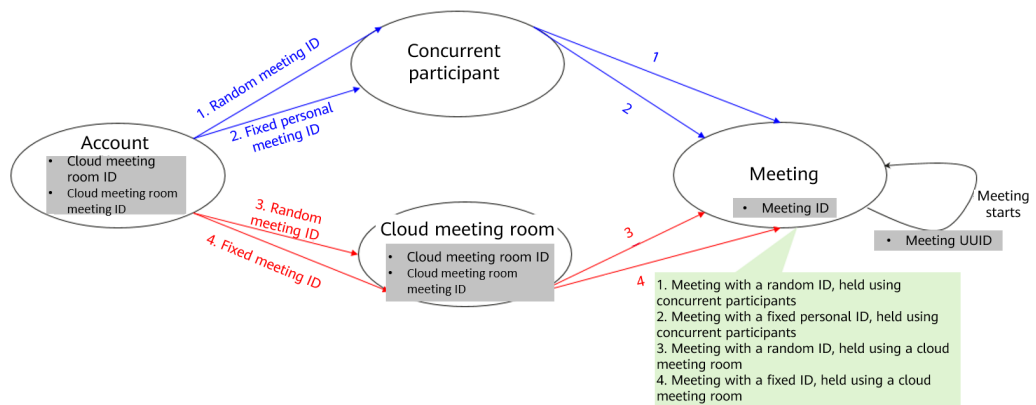 Concurrent
participant
1. Random meeting ID
2. Fixed personal
meeting ID
1
2
Account
• Cloud meeting
room ID
• Cloud meeting room
meeting ID
Meeting
• Meeting ID
Meeting
starts
• Meeting UUID
3. Random
meeting ID
4. Fixed meeting ID
Cloud meeting room
• Cloud meeting room ID
• Cloud meeting room
meeting ID
3
4
1. Meeting with a random ID, held using
concurrent participants
2. Meeting with a fixed personal ID, held using
concurrent participants
3. Meeting with a random ID, held using a cloud
meeting room
4. Meeting with a fixed ID, held using a cloud
meeting room